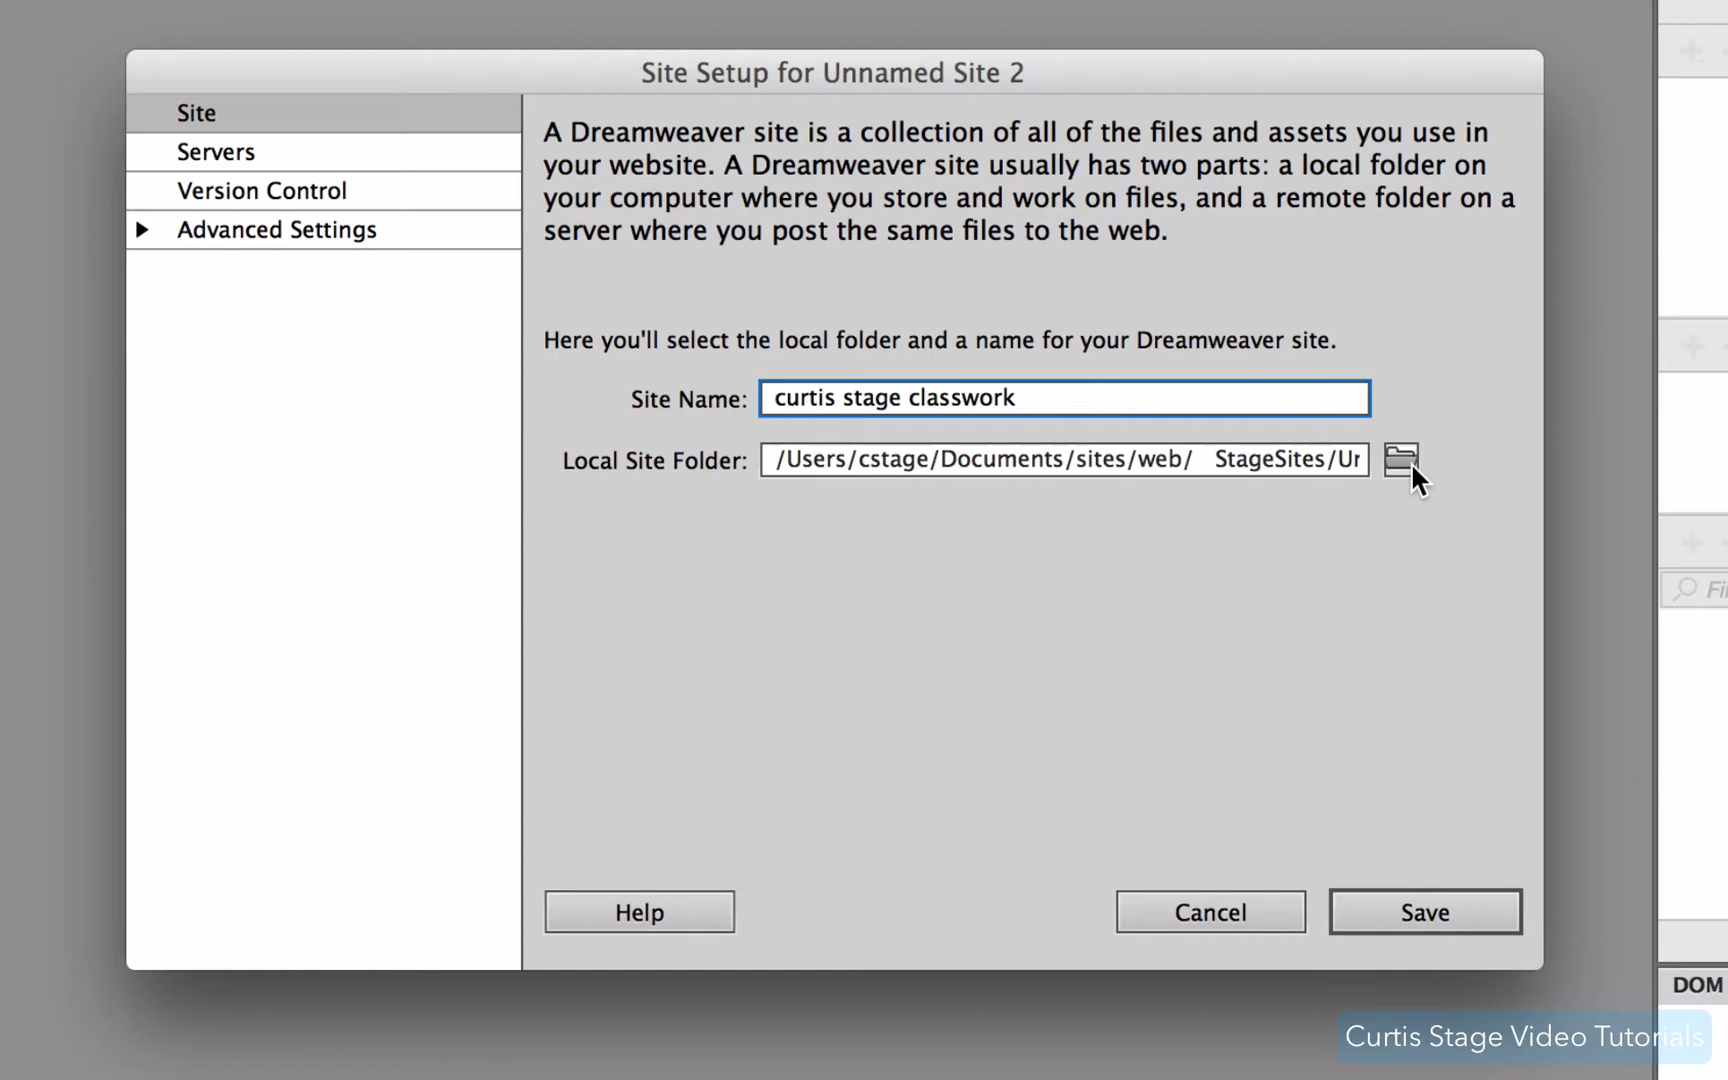 Site Setup for Unnamed Site 2
Site
Servers
Version Control
Advanced Settings
A Dreamweaver site is a collection of all of the files and assets you use in
your website. A Dreamweaver site usually has two parts: a local folder on
your computer where you store and work on files, and a remote folder on a
server where you post the same files to the web.
Here you'll select the local folder and a name for your Dreamweaver site.
Site Name: curtis stage classwork
Local Site Folder: /Users/cstage/Documents/sites/web/ StageSites/Ur
Help
Cancel
Save
DOM
Curtis Stage Video Tutorials